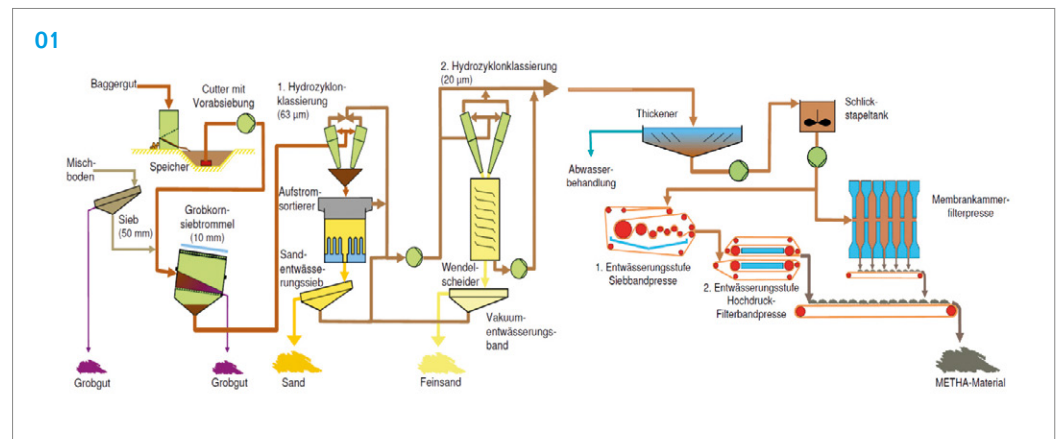 01
Baggergut
Cutter mit
Vorabsiebung
Speicher
Misch-
boden
Sieb
(50 mm)
Grobkorn-
siebtrommel
(10 mm)
Grobgut
Grobgut
1. Hydrozyklon-
klassierung
(63 µm)
Aufstrom-
sortierer
Sand-
entwässe-
rungssieb
Sand
2. Hydrozyklonklassierung
(20 µm)
Wendel-
scheider
Vakuum-
entwässerungs-
band
Feinsand
Thickener
Abwasser-
behandlung
Schlick-
stapeltank
Membrankammer-
filterpresse
1. Entwässerungsstufe
Siebbandpresse
2. Entwässerungsstufe
Hochdruck-
Filterbandpresse
METHA-Material